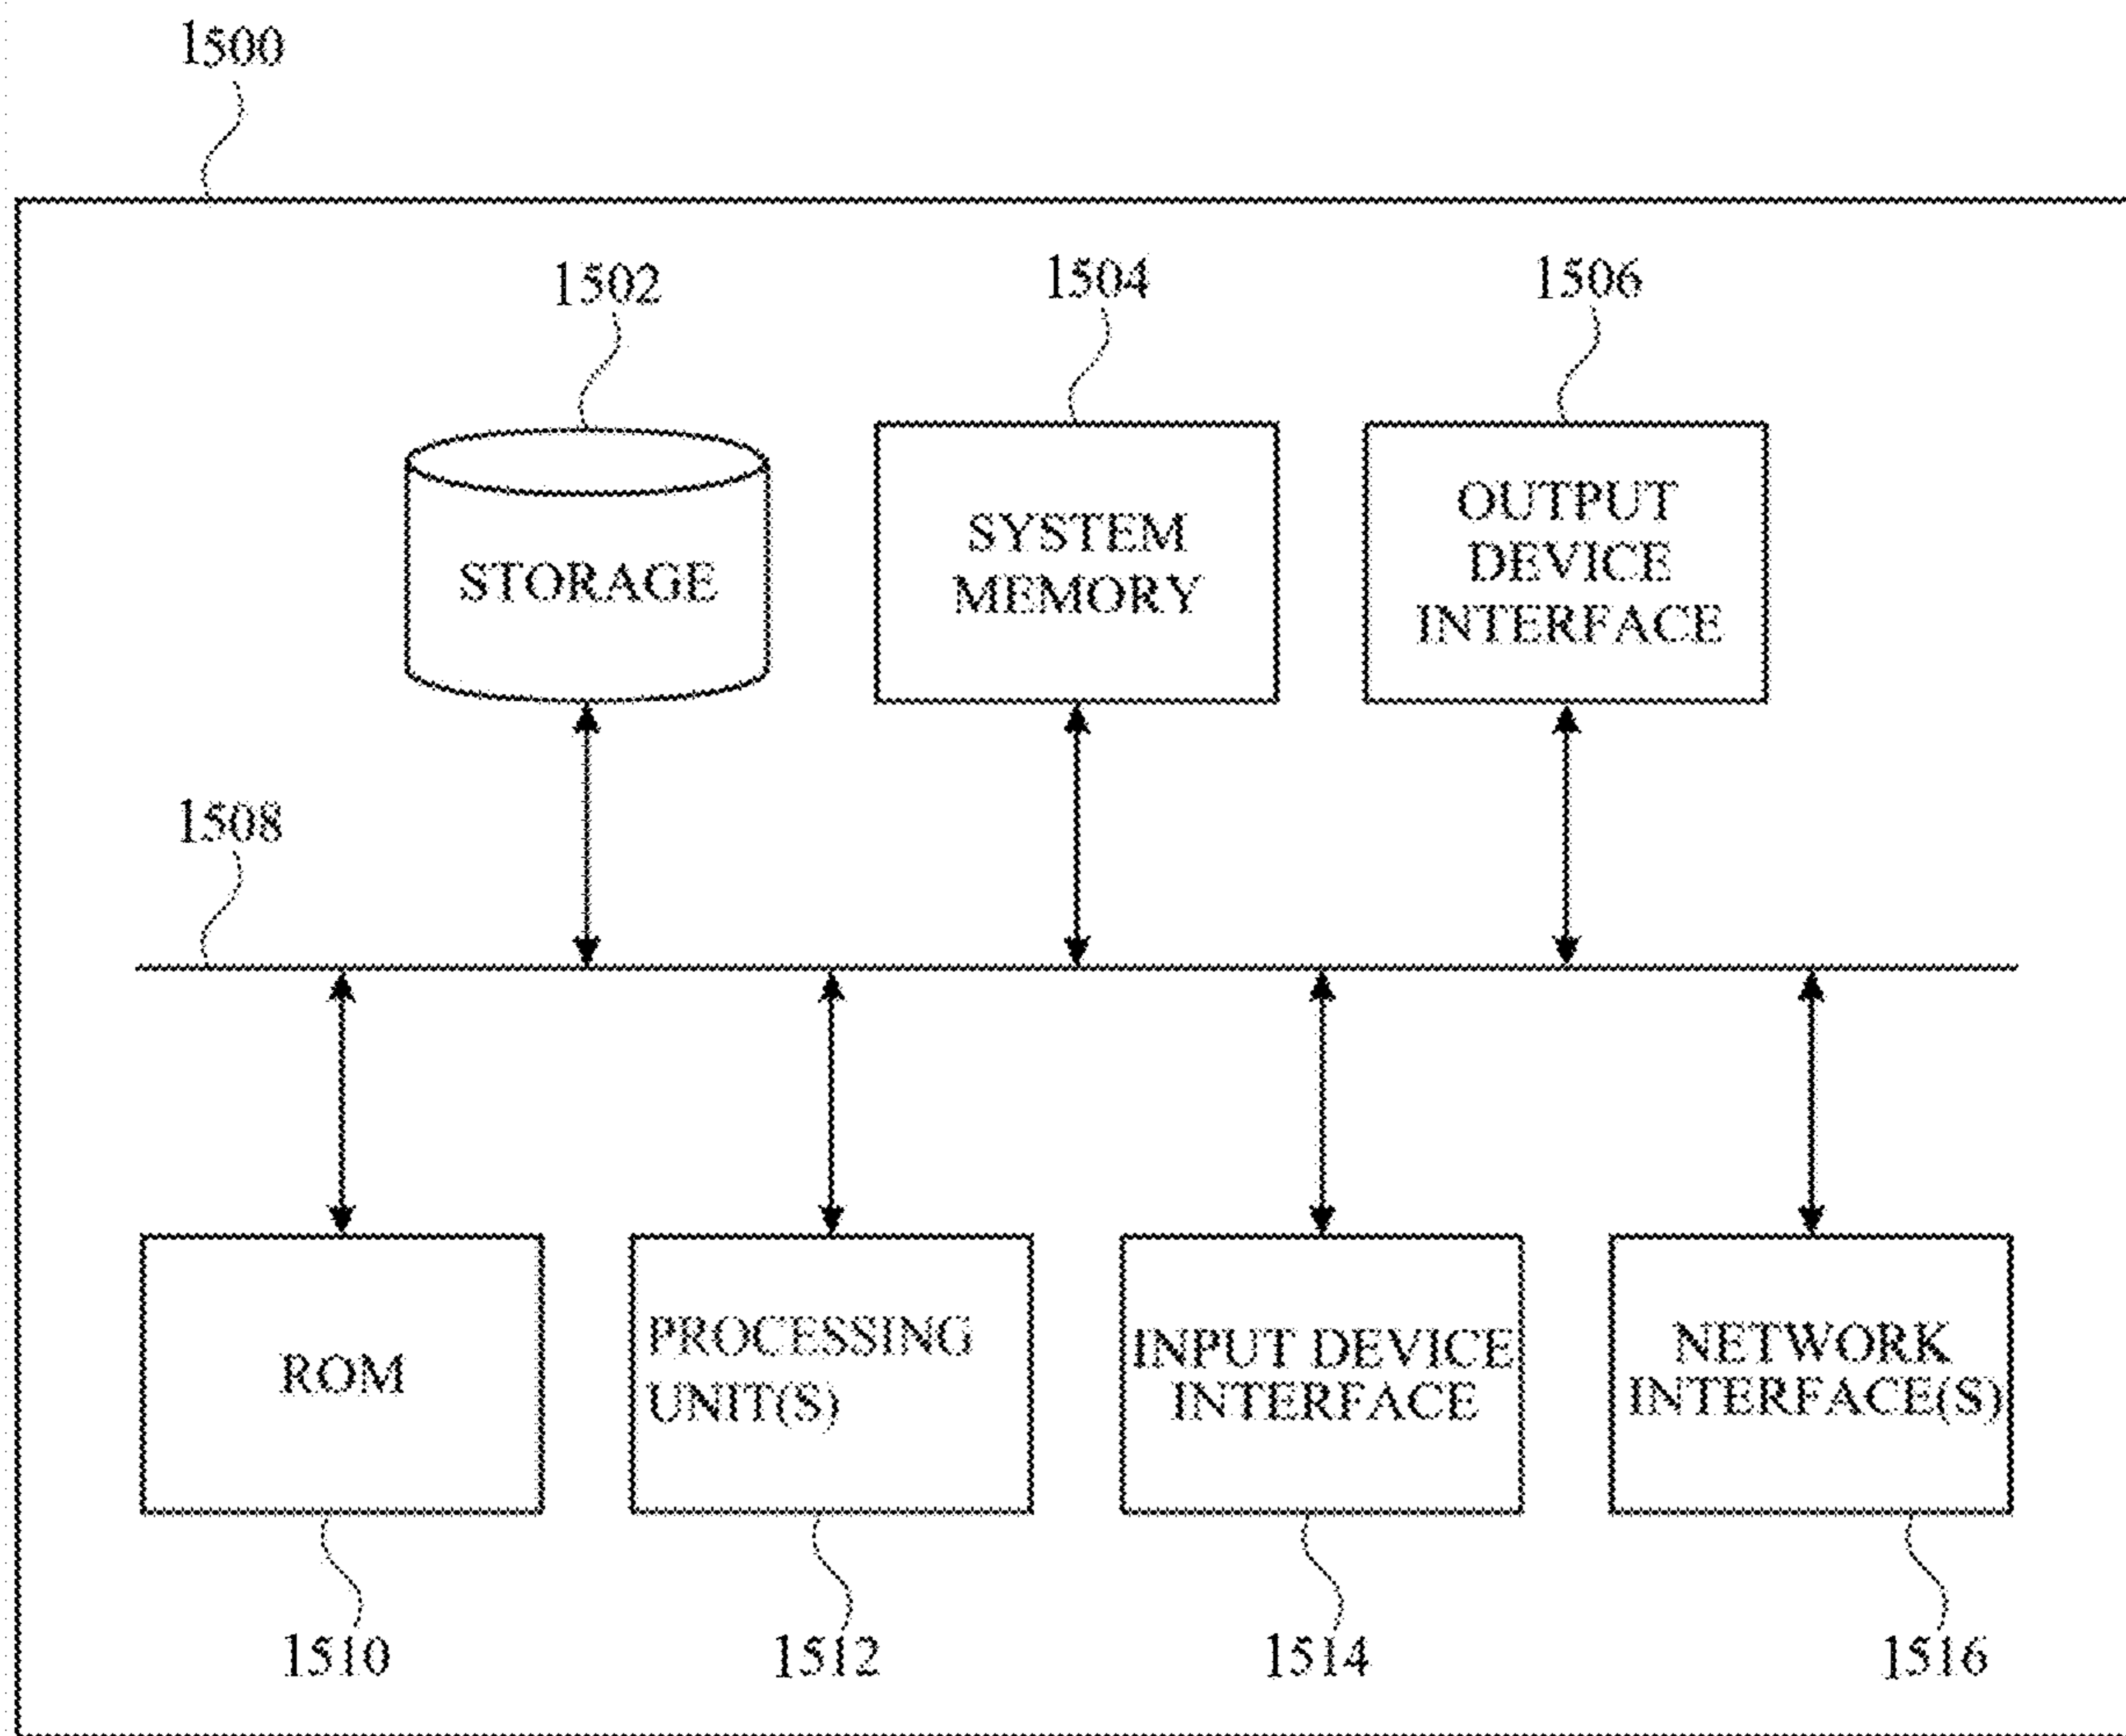 1500
1502
1504
1506
STORAGE
SYSTEM
MEMORY
OUTPUT
DEVICE
INTERFACE
1508
ROM
PROCESSING
UNIT(S)
INPUT DEVICE
INTERFACE
NETWORK
INTERFACE(S)
1510
1512
1514
1516